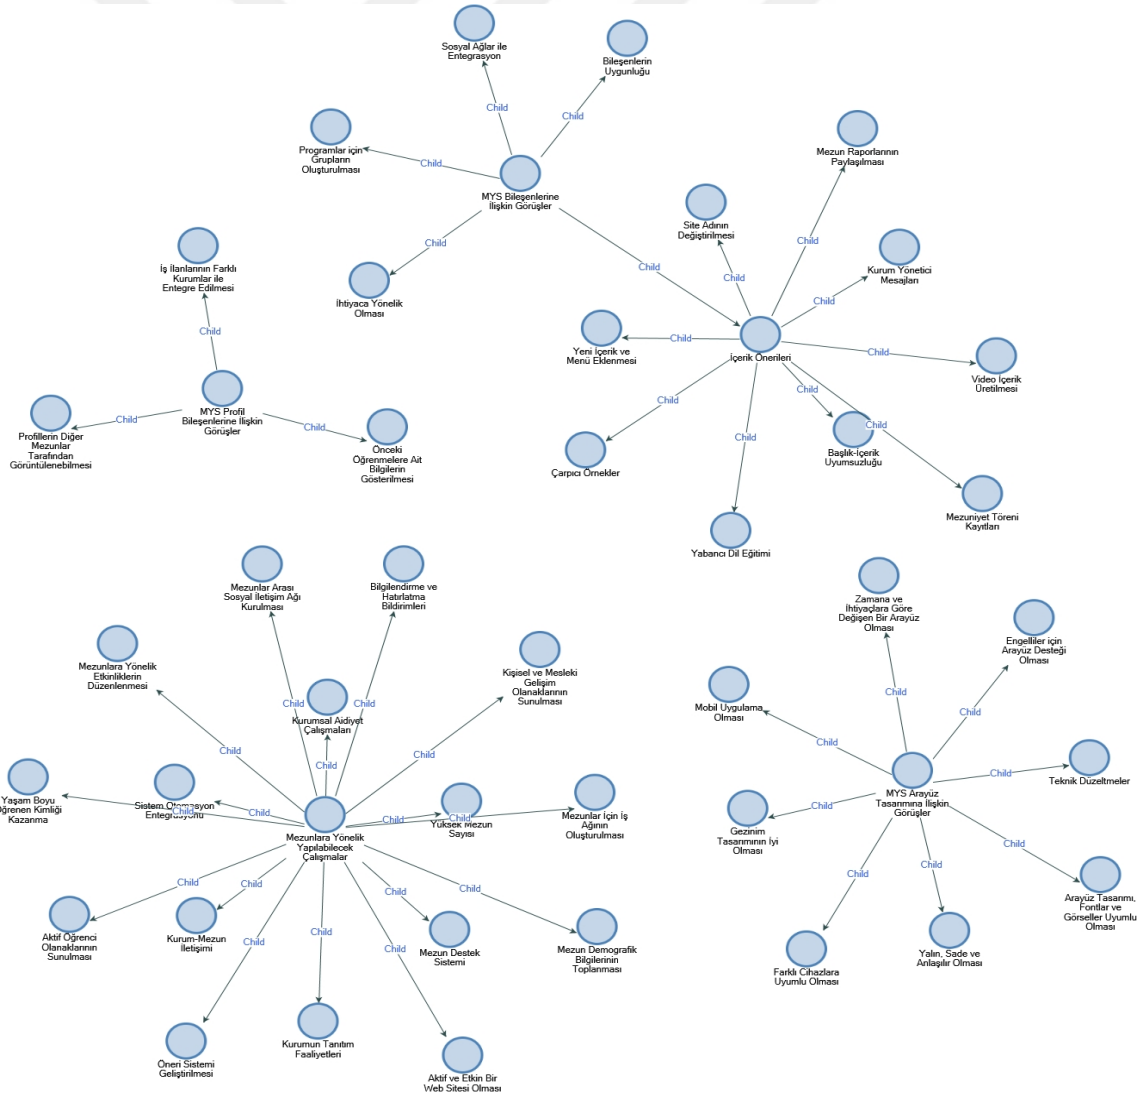 Sosyal Ağlar ile
Entegrasyon
Bileşenlerin
Uygunluğu
Child
Child
Programlar için
Grupların
Oluşturulması
Child
MYS Bileşenlerine
İlişkin Görüşler
Child
İhtiyaca Yönelik
Olması
Child
Mezun Raporlarının
Paylaşılması
Child
Site Adının
Değiştirilmesi
Child
Kurum Yönetici
Mesajları
Child
Yeni İçerik ve
Menü Eklenmesi
Child
İçerik Önerileri
Child
Video İçerik
Üretilmesi
Child
Child
Child
Child
Çarpıcı Örnekler
Başlık-İçerik
Uyumsuzluğu
Mezuniyet Töreni
Kayıtları
Yabancı Dil Eğitimi
İş İlanlarının Farklı
Kurumlar ile
Entegre Edilmesi
Child
MYS Profil
Bileşenlerine İlişkin
Görüşler
Child
Child
Profillerin Diğer
Mezunlar
Tarafından
Görüntülenebilmesi
Önceki
Öğrenmelere Ait
Bilgilerin
Gösterilmesi
Mezunlar Arası
Sosyal İletişim Ağı
Kurulması
Bilgilendirme ve
Hatırlatma
Bildirimleri
Mezunlara Yönelik
Etkinliklerin
Düzenlenmesi
Kişisel ve Mesleki
Gelişim
Olanaklarının
Sunulması
Child
Child
Kurumsal Aidiyet
Çalışmaları
Child
Child
Child
Yaşam Boyu
Öğrenen Kimliği
Kazanma
Child
Sistem Otomasyon
Entegrasyonu
Child
Mezunlara Yönelik
Yapılabilecek
Çalışmalar
Child
Yüksek Mezun
Sayısı
Child
Mezunlar İçin İş
Ağının
Oluşturulması
Child
Child
Child
Child
Aktif Öğrenci
Olanaklarının
Sunulması
Kurum-Mezun
İletişimi
Mezun Destek
Sistemi
Mezun Demografik
Bilgilerinin
Toplanması
Child
Child
Child
Öneri Sistemi
Geliştirilmesi
Kurumun Tanıtım
Faaliyetleri
Aktif ve Etkin Bir
Web Sitesi Olması
Zamana ve
İhtiyaçlara Göre
Değişen Bir Arayüz
Olması
Engelliler için
Arayüz Desteği
Olması
Child
Child
Mobil Uygulama
Olması
Child
MYS Arayüz
Tasarımına İlişkin
Görüşler
Child
Teknik Düzeltmeler
Child
Gezinim
Tasarımının İyi
Olması
Child
Child
Child
Farklı Cihazlara
Uyumlu Olması
Yalın, Sade ve
Anlaşılır Olması
Arayüz Tasarımı,
Fontlar ve
Görseller Uyumlu
Olması